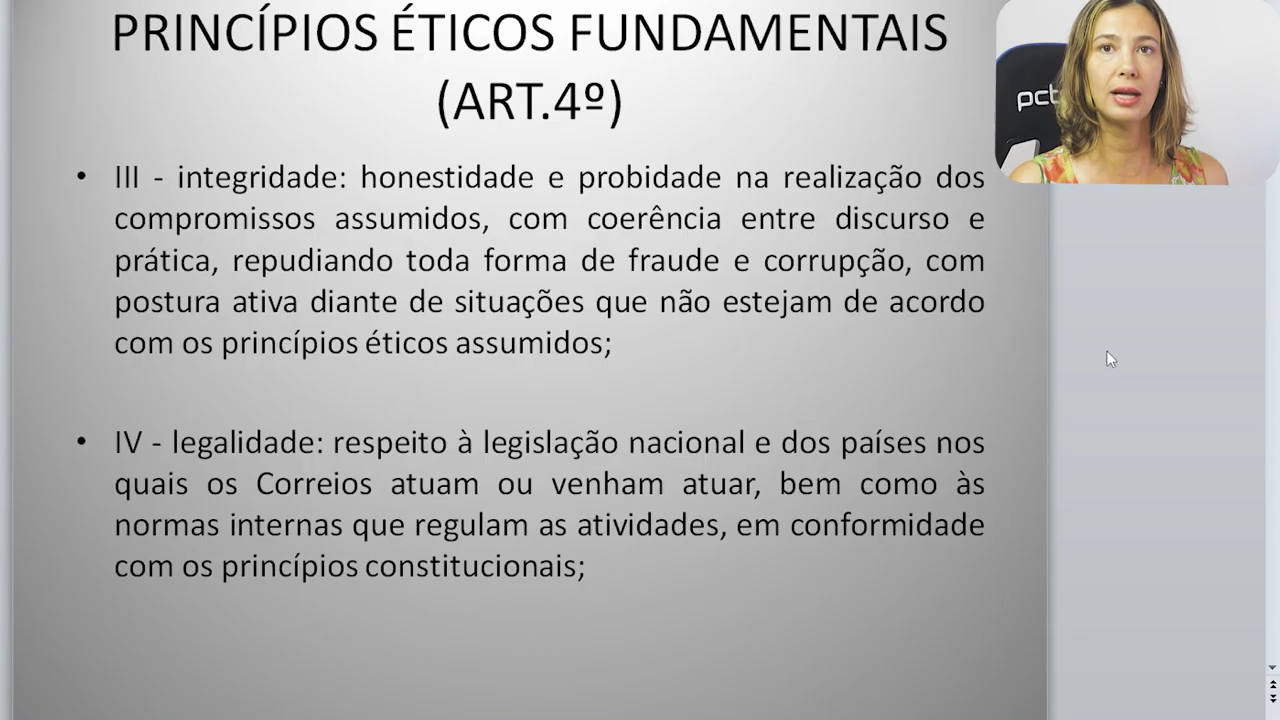 PRINCÍPIOS ÉTICOS FUNDAMENTAIS
(ART.4º)
• III - integridade: honestidade e probidade na realização dos
compromissos assumidos, com coerência entre discurso e
prática, repudiando toda forma de fraude e corrupção, com
postura ativa diante de situações que não estejam de acordo
com os princípios éticos assumidos;
• IV - legalidade: respeito à legislação nacional e dos países nos
quais os Correios atuam ou venham atuar, bem como às
normas internas que regulam as atividades, em conformidade
com os princípios constitucionais;